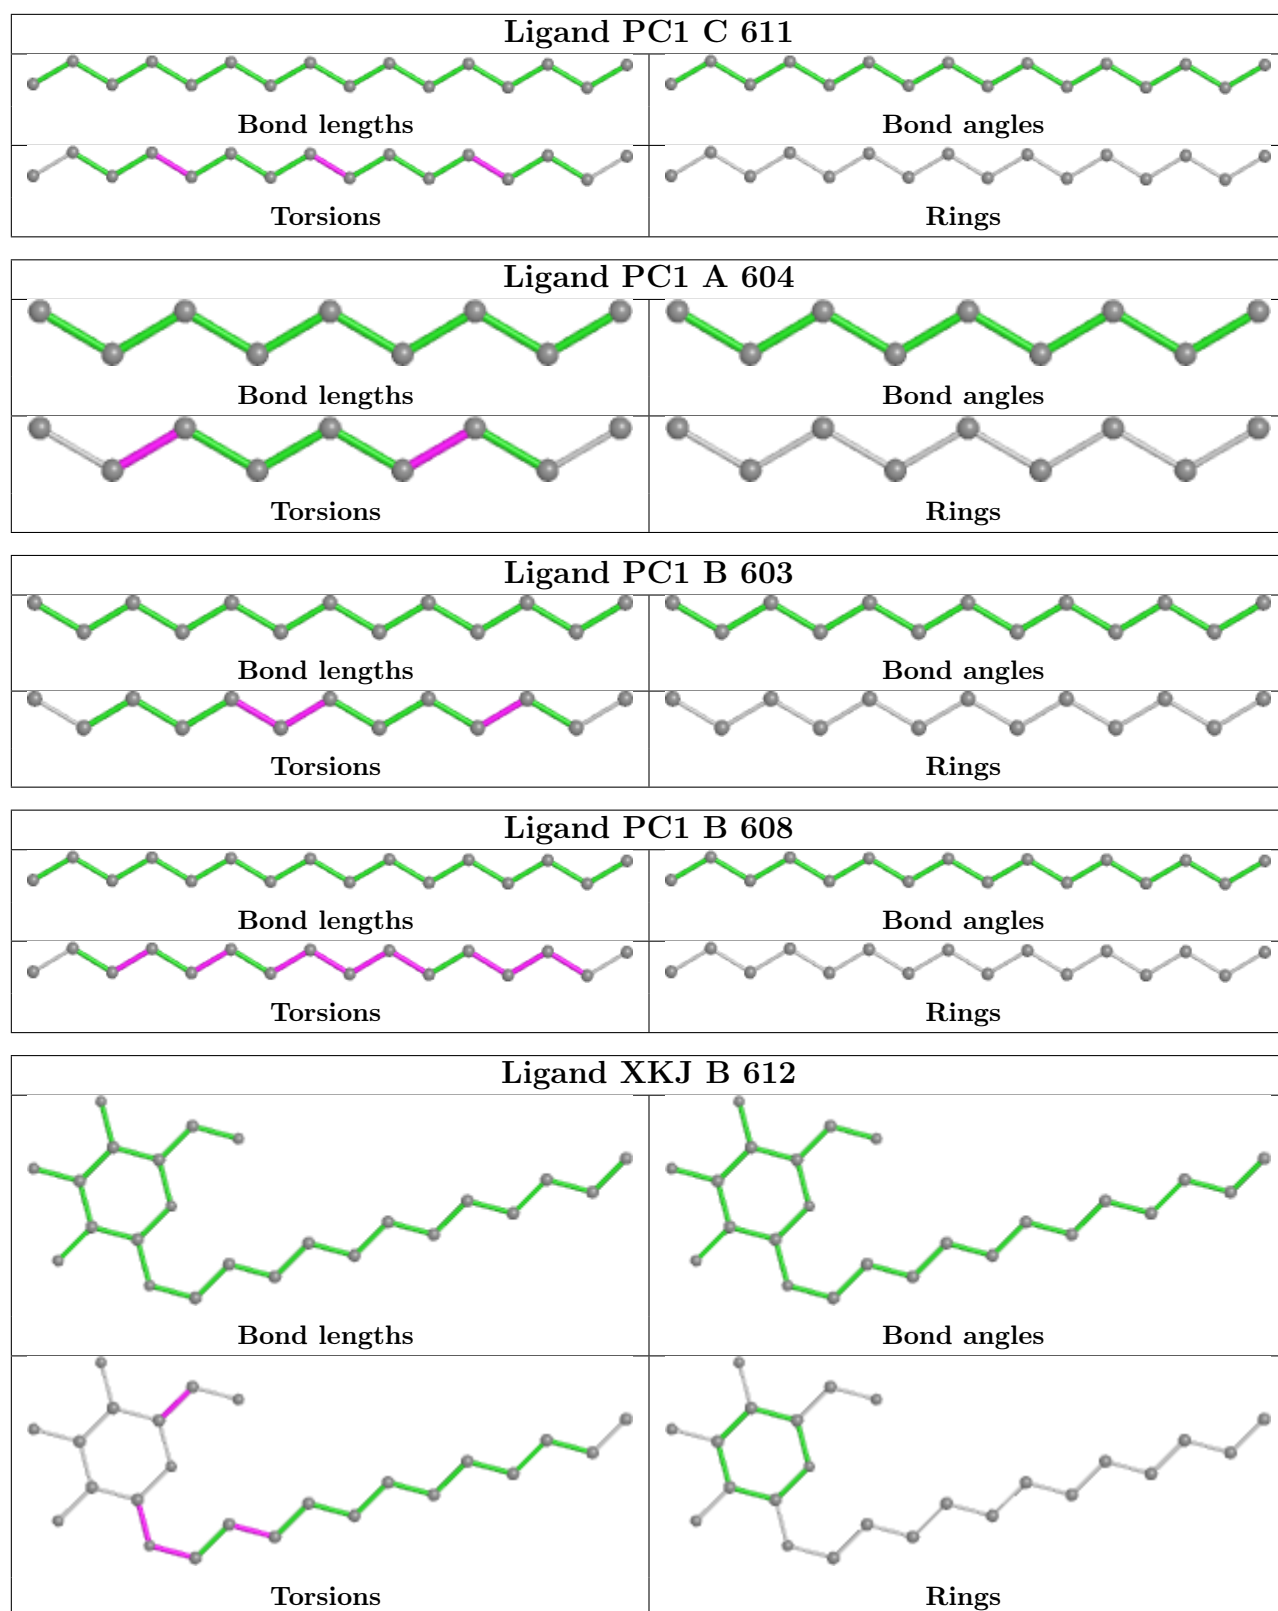 Ligand PC1 C 611
Bond lengths Bond angles
Torsions Rings
Ligand PC1 A 604
Bond lengths Bond angles
Torsions Rings
Ligand PC1 B 603
Bond lengths Bond angles
Torsions Rings
Ligand PC1 B 608
Bond lengths Bond angles
Torsions Rings
Ligand XKJ B 612
Bond lengths Bond angles
Torsions Rings